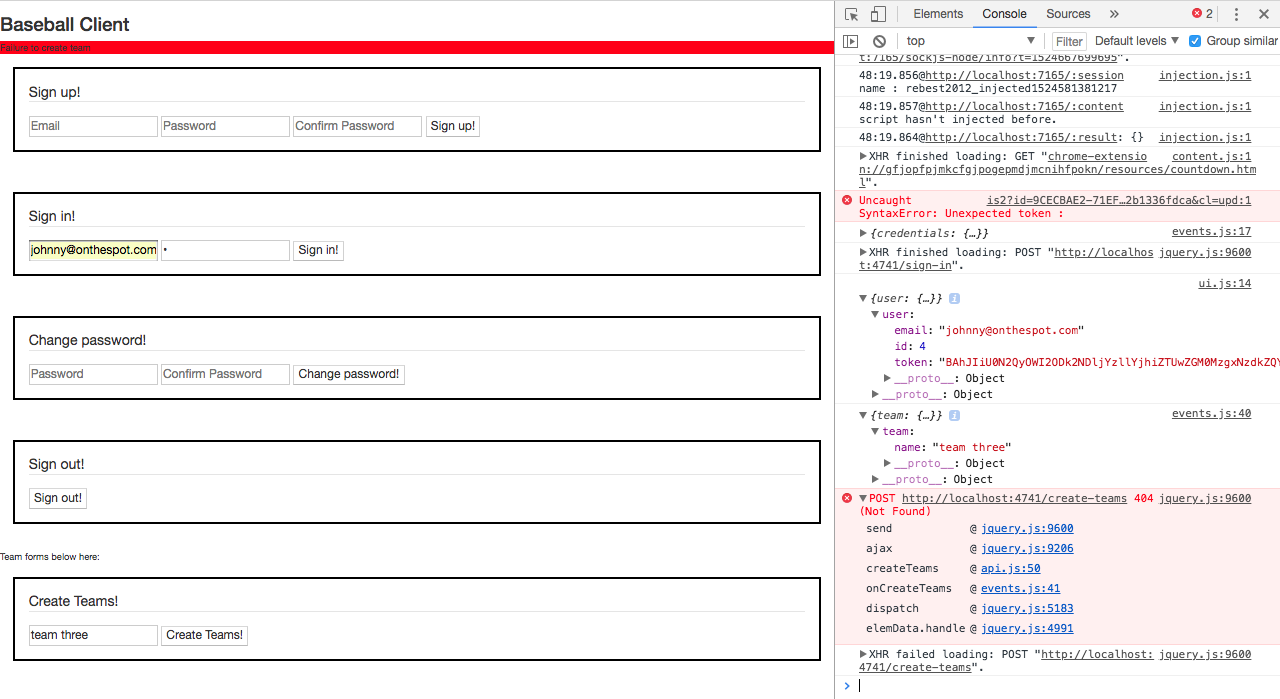 Baseball Client
Failure to create team
Sign up!
Email Password Confirm Password Sign up!
Sign in!
johnny@onthespot.com • Sign in!
Change password!
Password Confirm Password Change password!
Sign out!
Sign out!
Team forms below here:
Create Teams!
team three Create Teams!
Elements Console Sources » 2
top Filter Default levels Group similar
t:7165/sockjs-node/info?t=1524667699695".
48:19.856@http://localhost:7165/:session injection.js:1
name : rebest2012_injected1524581381217
48:19.857@http://localhost:7165/:content injection.js:1
script hasn't injected before.
48:19.864@http://localhost:7165/:result: {} injection.js:1
XHR finished loading: GET "chrome-extensio content.js:1
n://gfjopfpjmkcfgjpogepmdjmcnihfpokn/resources/countdown.htm
l".
Uncaught is2?id=9CECBAE2-71EF…2b1336fdca&cl=upd:1
SyntaxError: Unexpected token :
{credentials: {…}} events.js:17
XHR finished loading: POST "http://localhos jquery.js:9600
t:4741/sign-in".
ui.js:14
{user: {…}} i
user:
email: "johnny@onthespot.com"
id: 4
token: "BAhJIiU0N2QyOWI2ODk2NDljYzllYjhiZTUwZGM0MzgxNzdkZQY
__proto__: Object
__proto__: Object
{team: {…}} i events.js:40
team:
name: "team three"
__proto__: Object
__proto__: Object
POST http://localhost:4741/create-teams 404 jquery.js:9600
(Not Found)
send @ jquery.js:9600
ajax @ jquery.js:9206
createTeams @ api.js:50
onCreateTeams @ events.js:41
dispatch @ jquery.js:5183
elemData.handle @ jquery.js:4991
XHR failed loading: POST "http://localhost: jquery.js:9600
4741/create-teams".